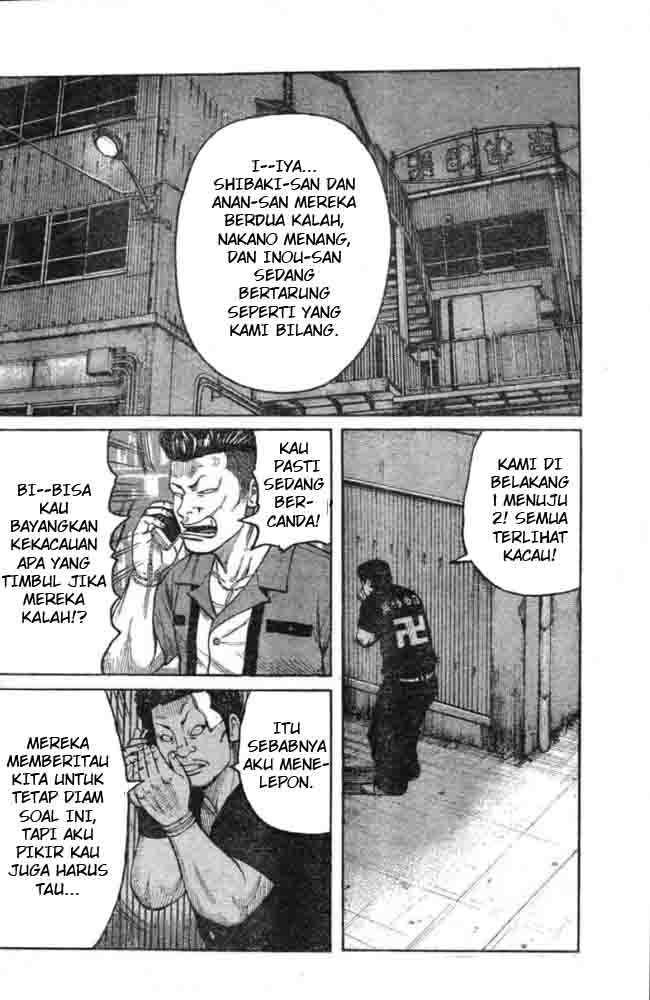 I--IYA...
SHIBAKI-SAN DAN
ANAN-SAN MEREKA
BERDUA KALAH,
NAKANO MENANG,
DAN INOU-SAN
SEDANG
BERTARUNG
SEPERTI YANG
KAMI BILANG.
KAMI DI
BELAKANG
1 MENUJU
2! SEMUA
TERLIHAT
KACAU!
KAU
PASTI
SEDANG
BER-
CANDA!
BI--BISA
KAU
BAYANGKAN
KEKACAUAN
APA YANG
TIMBUL JIKA
MEREKA
KALAH!?
ITU
SEBABNYA
AKU MENE-
LEPON.
MEREKA
MEMBERITAU
KITA UNTUK
TETAP DIAM
SOAL INI,
TAPI AKU
PIKIR KAU
JUGA HARUS
TAU...